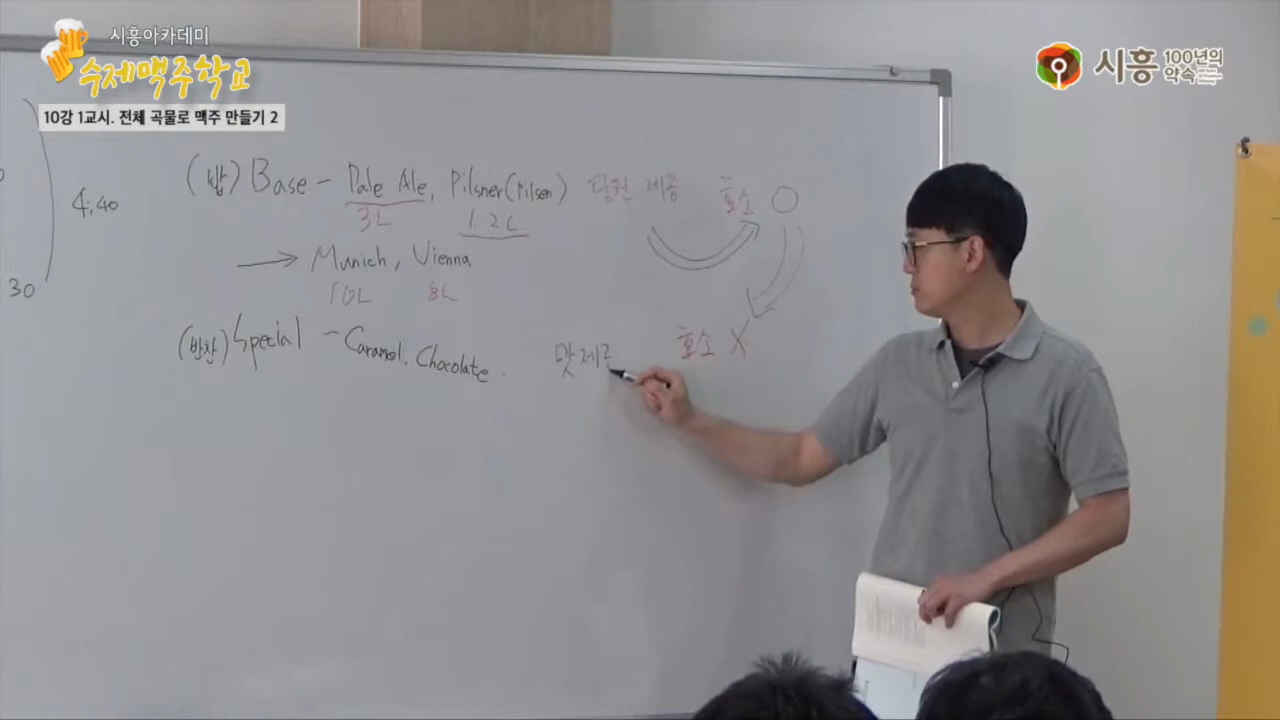 시흥아카데미
수제맥주학교
10강 1교시. 전체 곡물로 맥주 만들기 2
시흥 100년의 약속
4,40
30
(밥) Base - Pale Ale, Pilsner(Pilsen) 당원 제공 효소 O
3L 1.2L
→ Munich, Vienna
10L 8L
(반찬) Special - Caramel, Chocolate. 맛 제고 효소 X